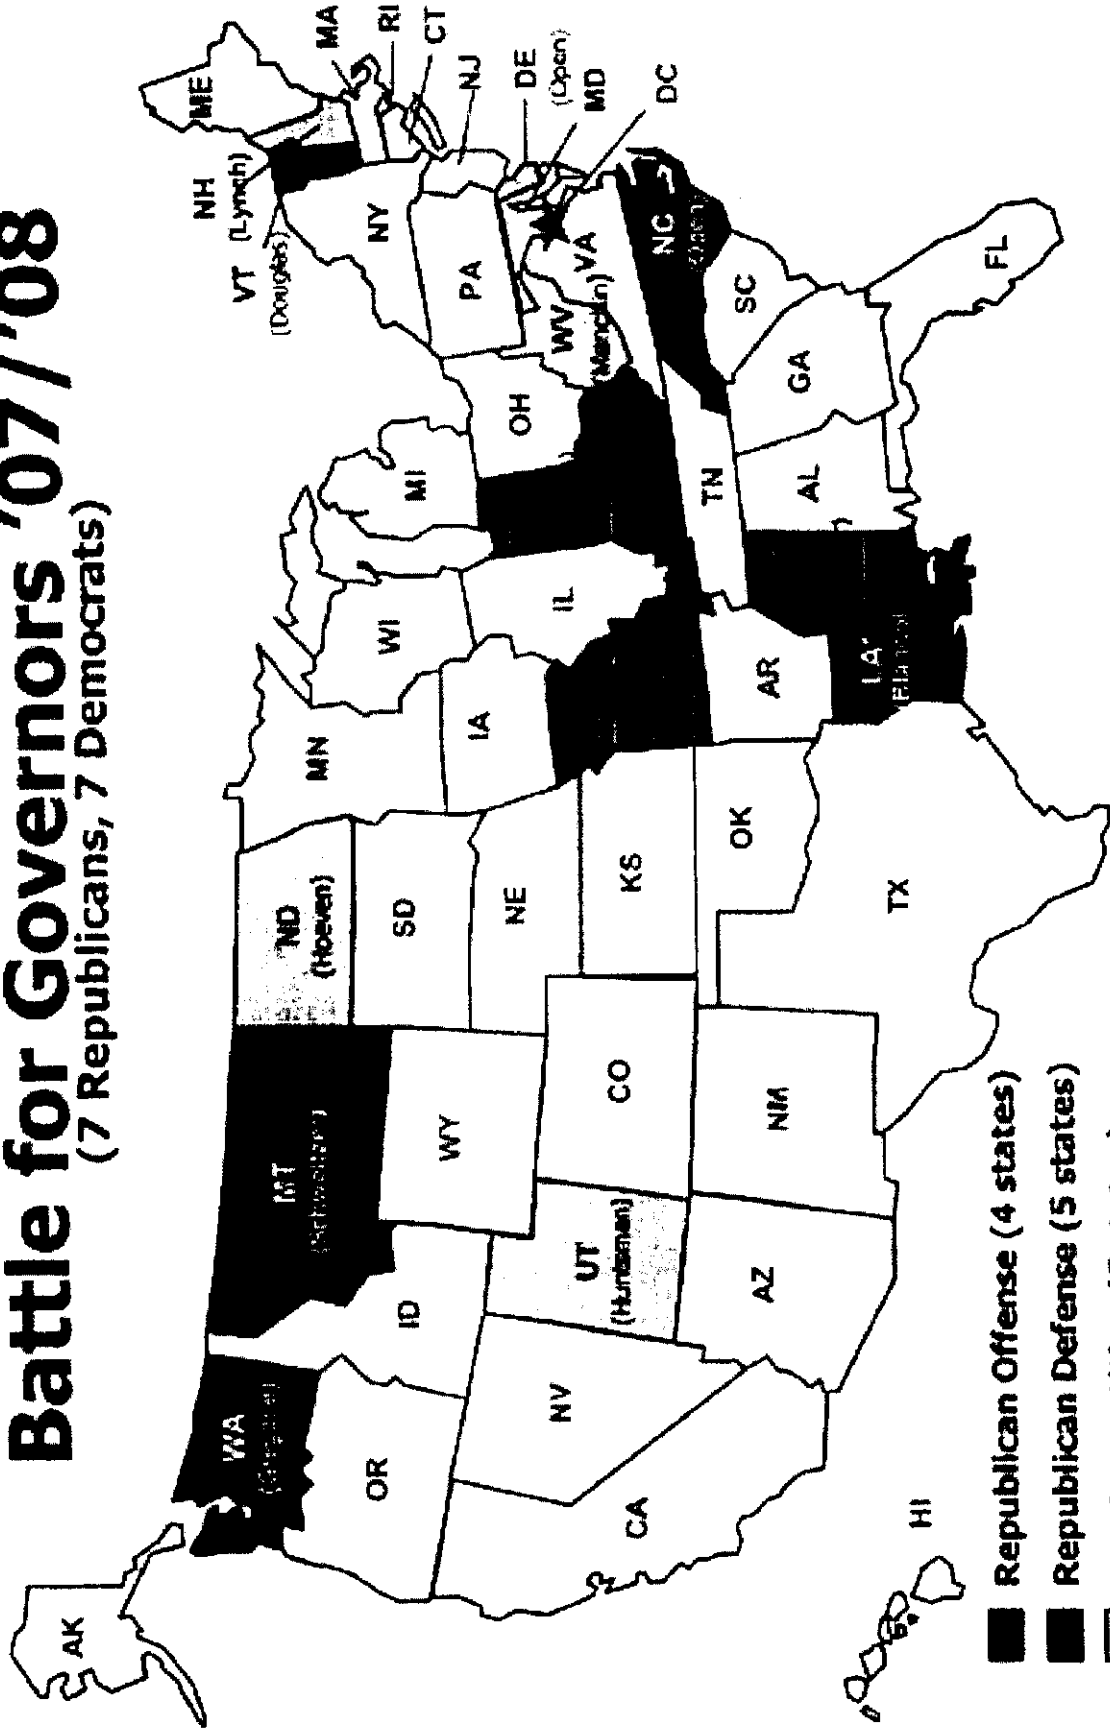 Battle for Governors '07/'08
(7 Republicans, 7 Democrats)
AK
WA
MT
ND
(Hoeven)
MN
OR
ID
WY
SD
WI
MI
VT
(Douglas)
NH
(Lynch)
ME
MA
RI
CT
NJ
DE
(Open)
MD
DC
NY
PA
NV
UT
(Huntsman)
CO
NE
IA
IL
OH
WV
(Manchin)
VA
CA
AZ
NM
KS
OK
AR
TN
NC
SC
TX
LA
AL
GA
FL
HI
Republican Offense (4 states)
Republican Defense (5 states)